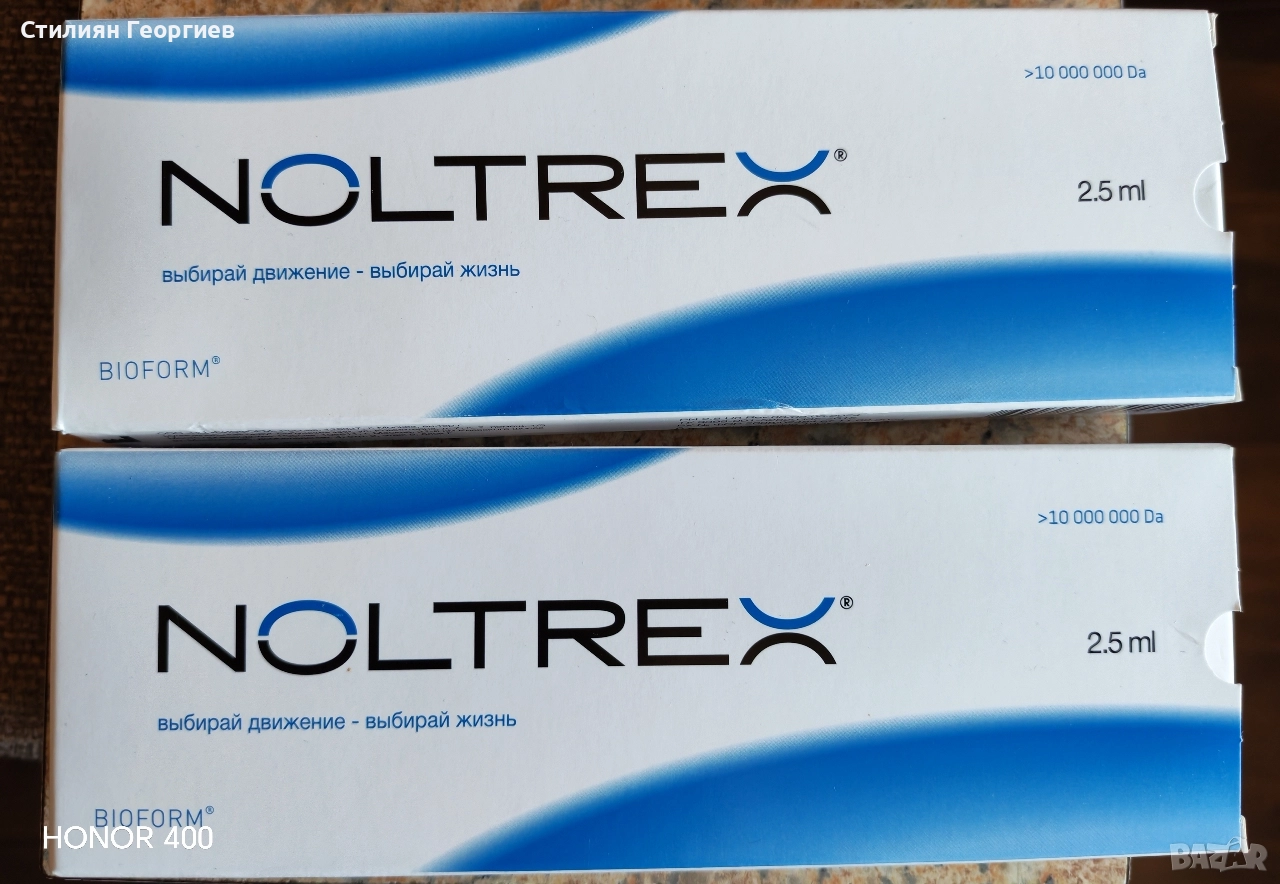 Стилиян Георгиев
>10 000 000 Da
NOLTREX®
2.5 ml
выбирай движение - выбирай жизнь
BIOFORM®
>10 000 000 Da
NOLTREX®
2.5 ml
выбирай движение - выбирай жизнь
BIOFORM®
HONOR 400
BAZAR